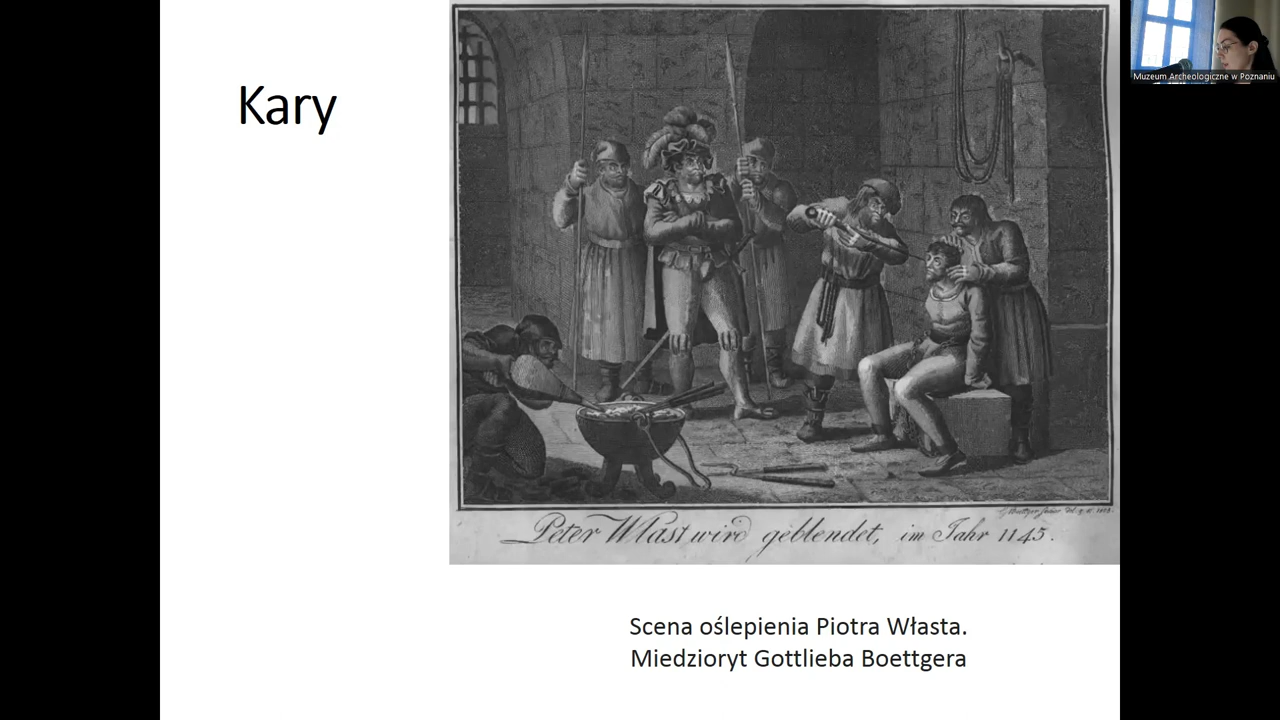 Kary
Muzeum Archeologiczne w Poznaniu
Peter Wlast wird geblendet, im Jahr 1145.
Scena oślepienia Piotra Własta.
Miedzioryt Gottlieba Boettgera